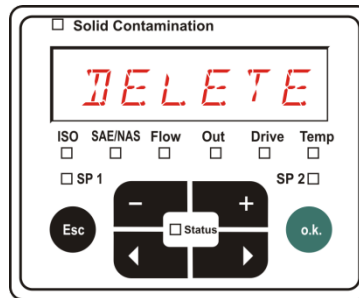 Solid Contamination
DELETE
ISO SAE/NAS Flow Out Drive Temp
SP 1 SP 2
- +
Esc Status o.k.